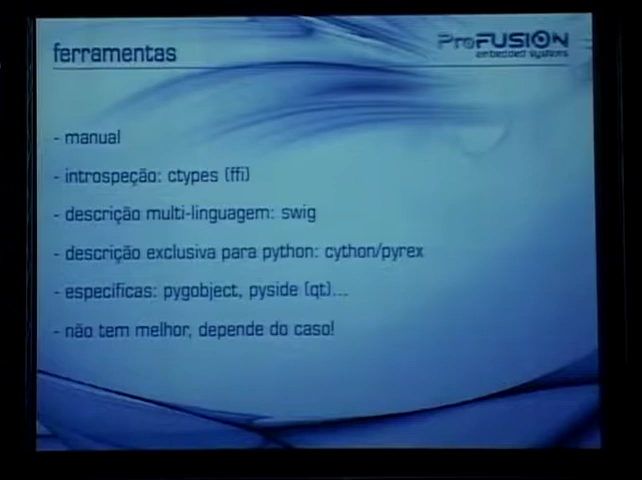 ferramentas
ProFUSION
embedded systems
- manual
- introspeção: ctypes (ffi)
- descrição multi-linguagem: swig
- descrição exclusiva para python: cython/pyrex
- específicas: pygobject, pyside (qt)...
- não tem melhor, depende do caso!